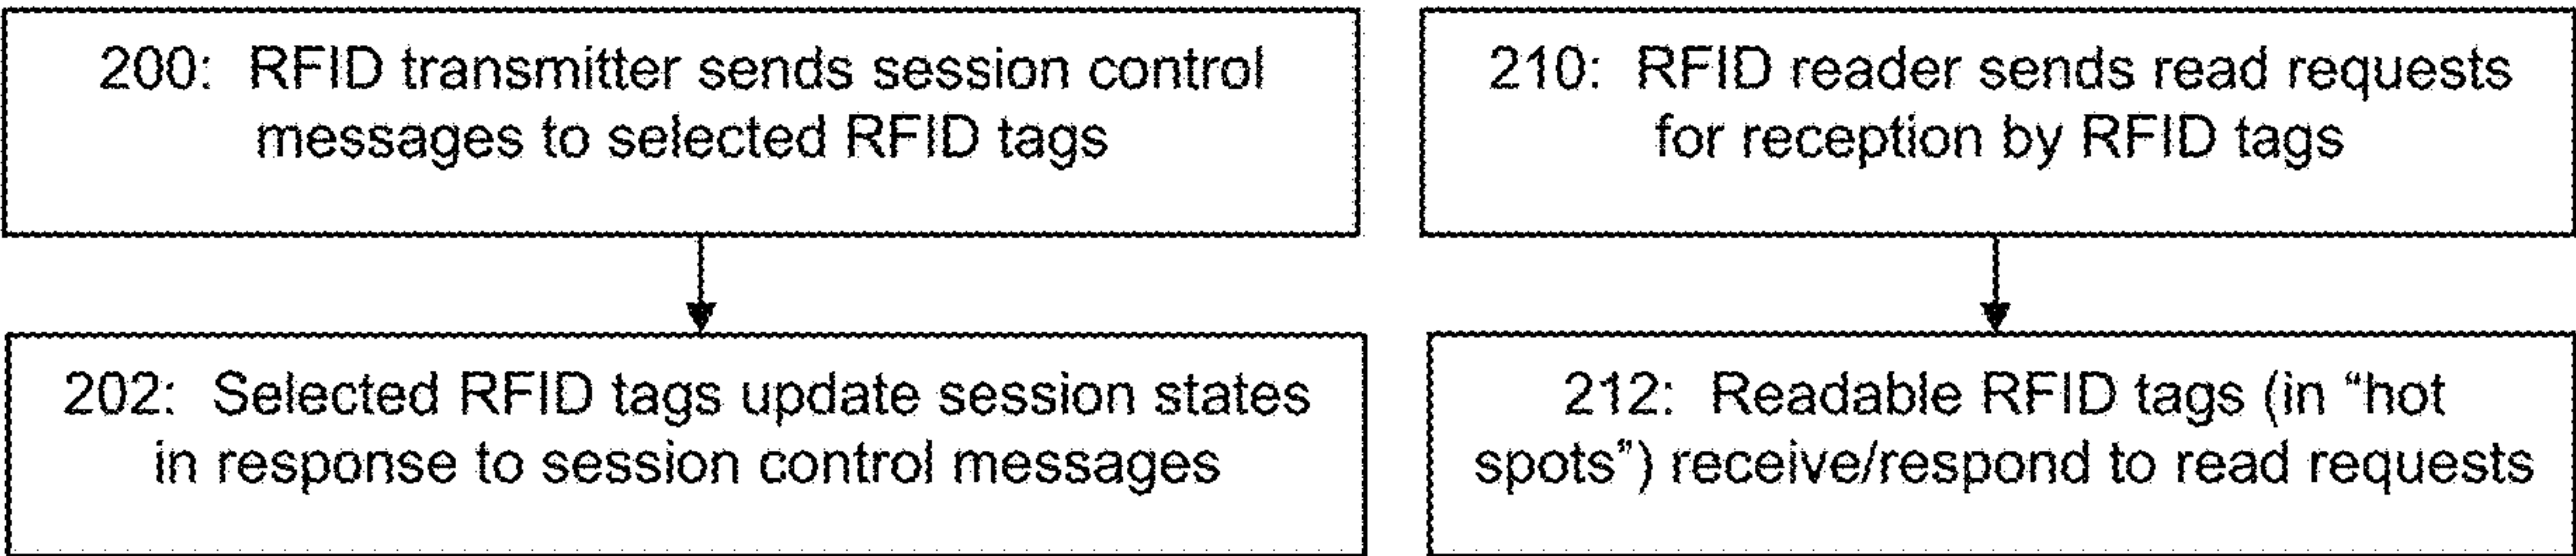 200: RFID transmitter sends session control
messages to selected RFID tags
210: RFID reader sends read requests
for reception by RFID tags
202: Selected RFID tags update session states
in response to session control messages
212: Readable RFID tags (in “hot
spots”) receive/respond to read requests